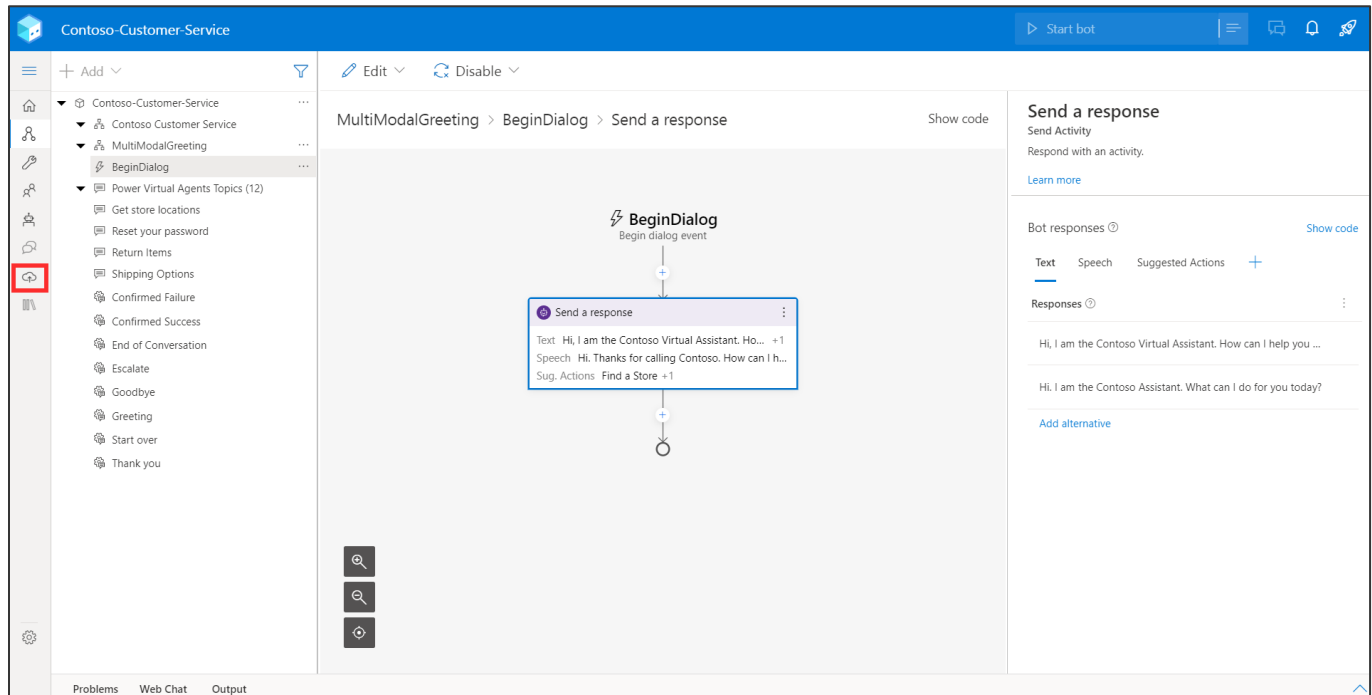 Contoso-Customer-Service
Start bot
Add
Edit
Disable
Contoso-Customer-Service
Contoso Customer Service
MultiModalGreeting
BeginDialog
Power Virtual Agents Topics (12)
Get store locations
Reset your password
Return Items
Shipping Options
Confirmed Failure
Confirmed Success
End of Conversation
Escalate
Goodbye
Greeting
Start over
Thank you
MultiModalGreeting > BeginDialog > Send a response
Show code
BeginDialog
Begin dialog event
Send a response
Text Hi, I am the Contoso Virtual Assistant. Ho... +1
Speech Hi. Thanks for calling Contoso. How can I h...
Sug. Actions Find a Store +1
Send a response
Send Activity
Respond with an activity.
Learn more
Bot responses
Show code
Text Speech Suggested Actions
Responses
Hi, I am the Contoso Virtual Assistant. How can I help you ...
Hi. I am the Contoso Assistant. What can I do for you today?
Add alternative
Problems Web Chat Output